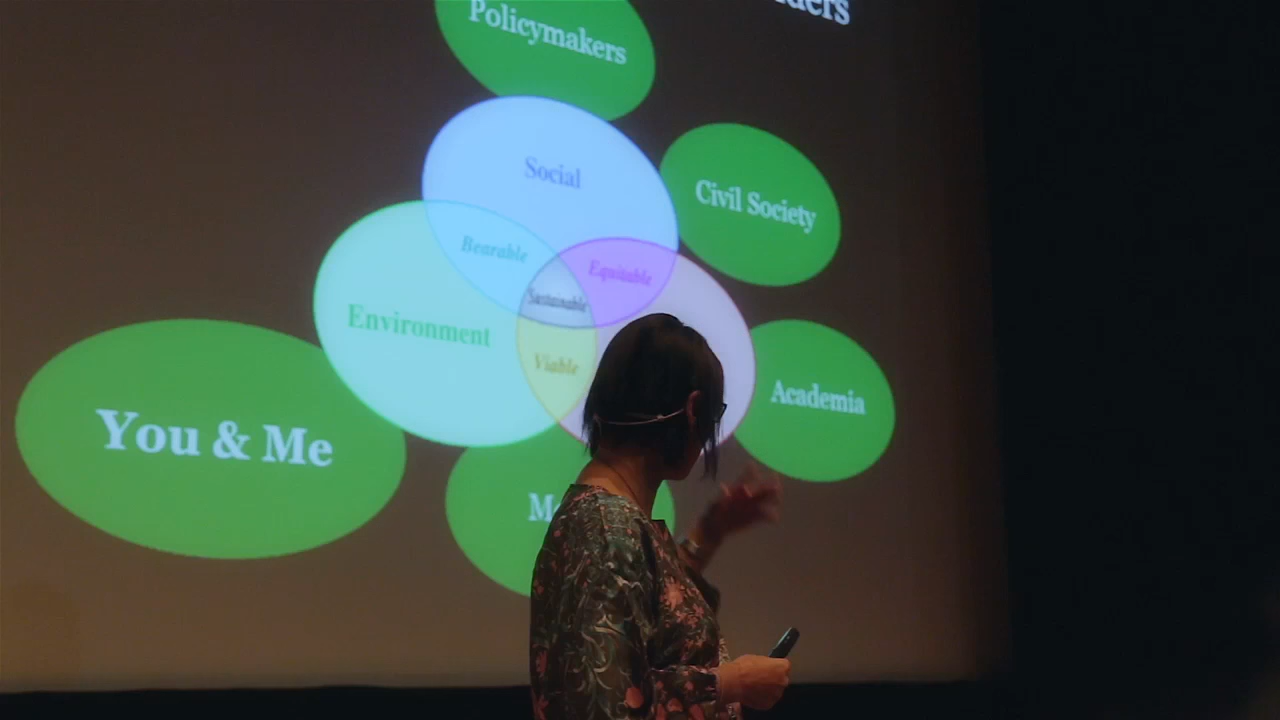 Policymakers
Social
Civil Society
Bearable
Equitable
Sustainable
Environment
Viable
Academia
You & Me